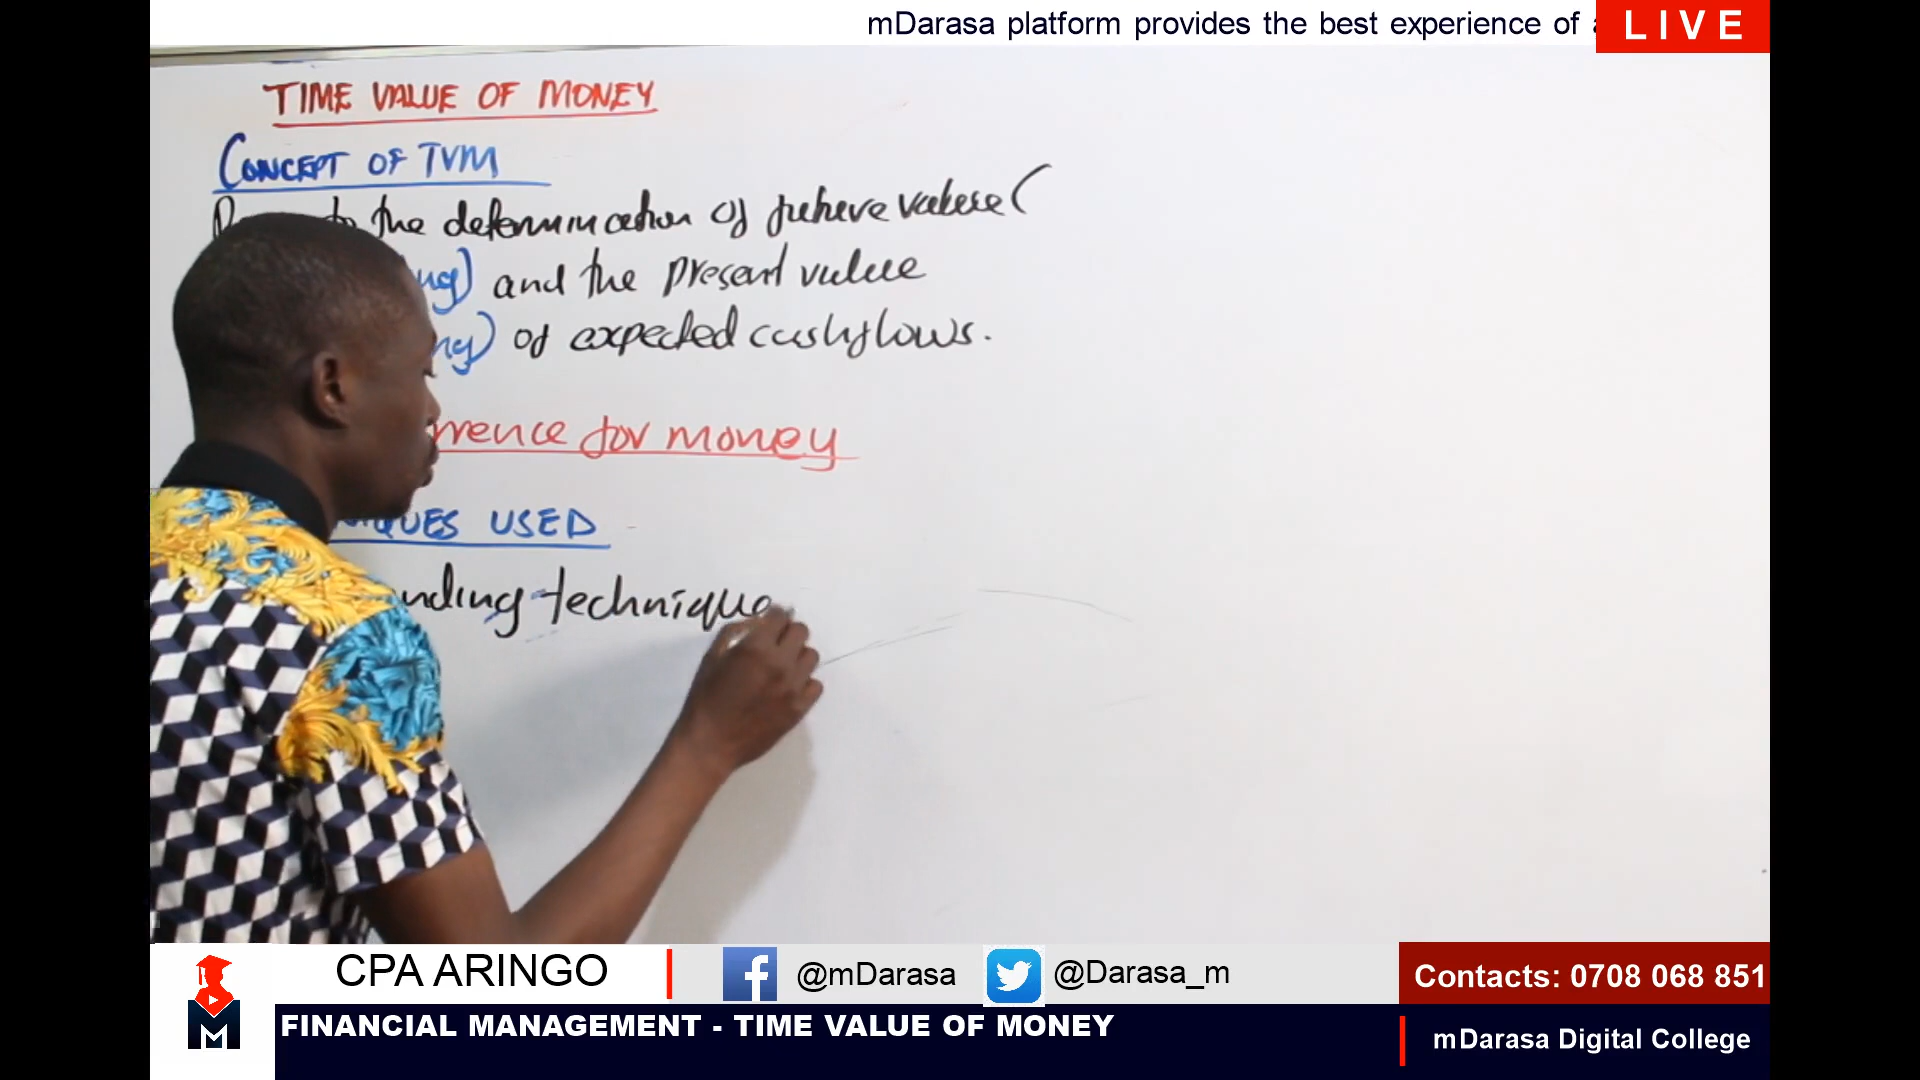 mDarasa platform provides the best experience of
LIVE
TIME VALUE OF MONEY
CONCEPT OF TVM
the determination of future value (
and the present value
of expected cashflows.
for money
USED
technique
CPA ARINGO
@mDarasa
@Darasa_m
Contacts: 0708 068 851
M
FINANCIAL MANAGEMENT - TIME VALUE OF MONEY
mDarasa Digital College